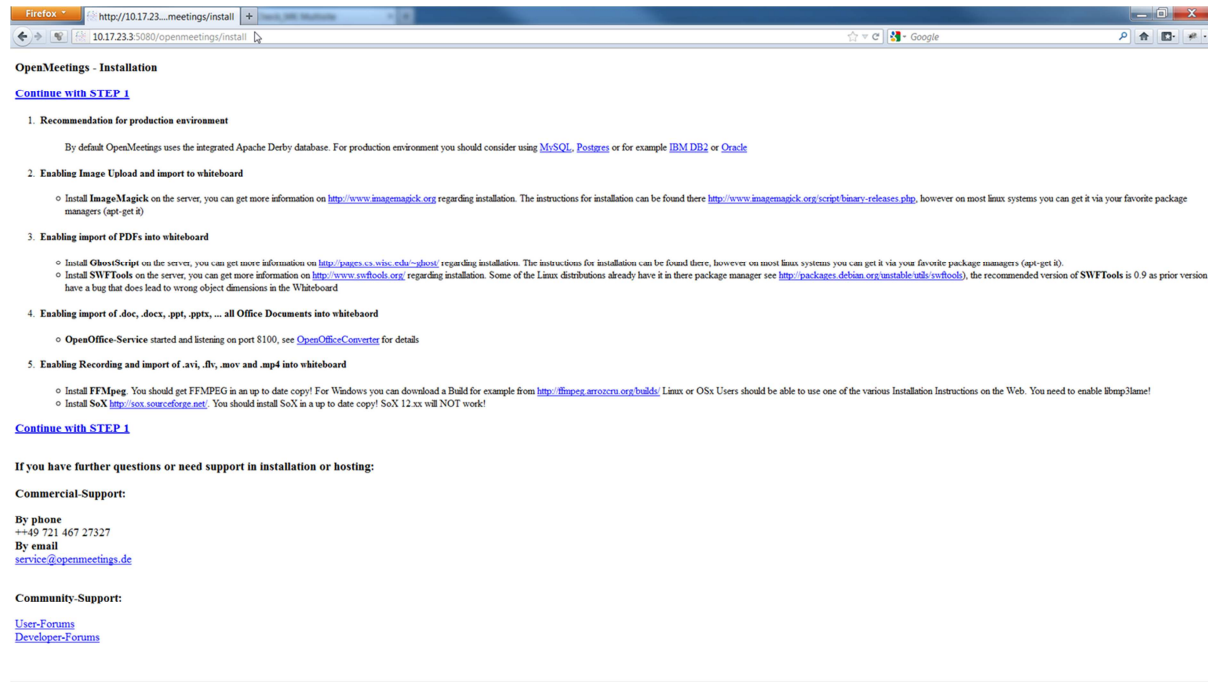 Firefox
http://10.17.23....meetings/install
10.17.23.3:5080/openmeetings/install
Google
OpenMeetings - Installation
Continue with STEP 1
1. Recommendation for production environment
By default OpenMeetings uses the integrated Apache Derby database. For production environment you should consider using MySQL, Postgres or for example IBM DB2 or Oracle
2. Enabling Image Upload and import to whiteboard
Install ImageMagick on the server, you can get more information on http://www.imagemagick.org regarding installation. The instructions for installation can be found there http://www.imagemagick.org/script/binary-releases.php, however on most linux systems you can get it via your favorite package
managers (apt-get it)
3. Enabling import of PDFs into whiteboard
Install GhostScript on the server, you can get more information on http://pages.cs.wisc.edu/~ghost/ regarding installation. The instructions for installation can be found there, however on most linux systems you can get it via your favorite package managers (apt-get it).
Install SWFTools on the server, you can get more information on http://www.swftools.org/ regarding installation. Some of the Linux distributions already have it in there package manager see http://packages.debian.org/unstable/utils/swftools), the recommended version of SWFTools is 0.9 as prior version
have a bug that does lead to wrong object dimensions in the Whiteboard
4. Enabling import of .doc, .docx, .ppt, .pptx, ... all Office Documents into whitebaord
OpenOffice-Service started and listening on port 8100, see OpenOfficeConverter for details
5. Enabling Recording and import of .avi, .flv, .mov and .mp4 into whiteboard
Install FFMpeg. You should get FFMPEG in an up to date copy! For Windows you can download a Build for example from http://ffmpeg.arrozcru.org/builds/ Linux or OSx Users should be able to use one of the various Installation Instructions on the Web. You need to enable libmp3lame!
Install SoX http://sox.sourceforge.net/. You should install SoX in a up to date copy! SoX 12.xx will NOT work!
Continue with STEP 1
If you have further questions or need support in installation or hosting:
Commercial-Support:
By phone
++49 721 467 27327
By email
service@openmeetings.de
Community-Support:
User-Forums
Developer-Forums